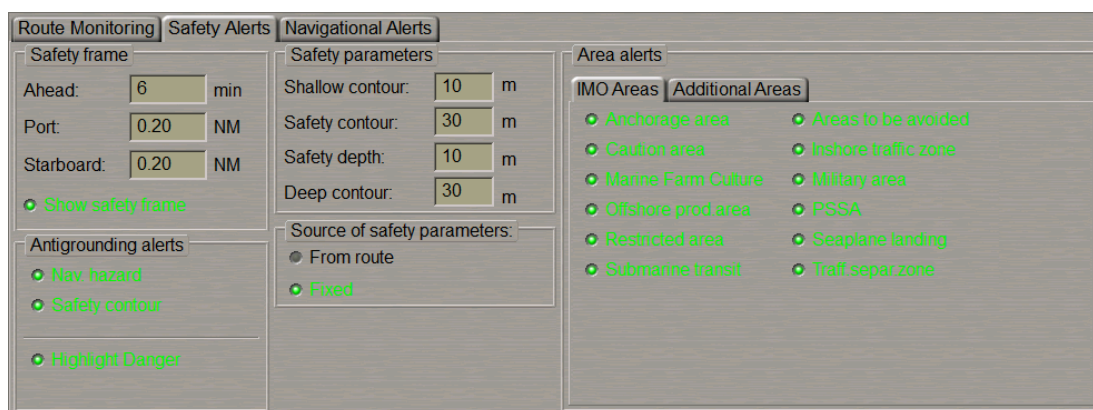 Route Monitoring Safety Alerts Navigational Alerts
Safety frame
Ahead: 6 min
Port: 0.20 NM
Starboard: 0.20 NM
Show safety frame
Antigrounding alerts
Nav. hazard
Safety contour
Highlight Danger
Safety parameters
Shallow contour: 10 m
Safety contour: 30 m
Safety depth: 10 m
Deep contour: 30 m
Source of safety parameters:
From route
Fixed
Area alerts
IMO Areas Additional Areas
Anchorage area Areas to be avoided
Caution area Inshore traffic zone
Marine Farm Culture Military area
Offshore prod area PSSA
Restricted area Seaplane landing
Submarine transit Traff separ zone